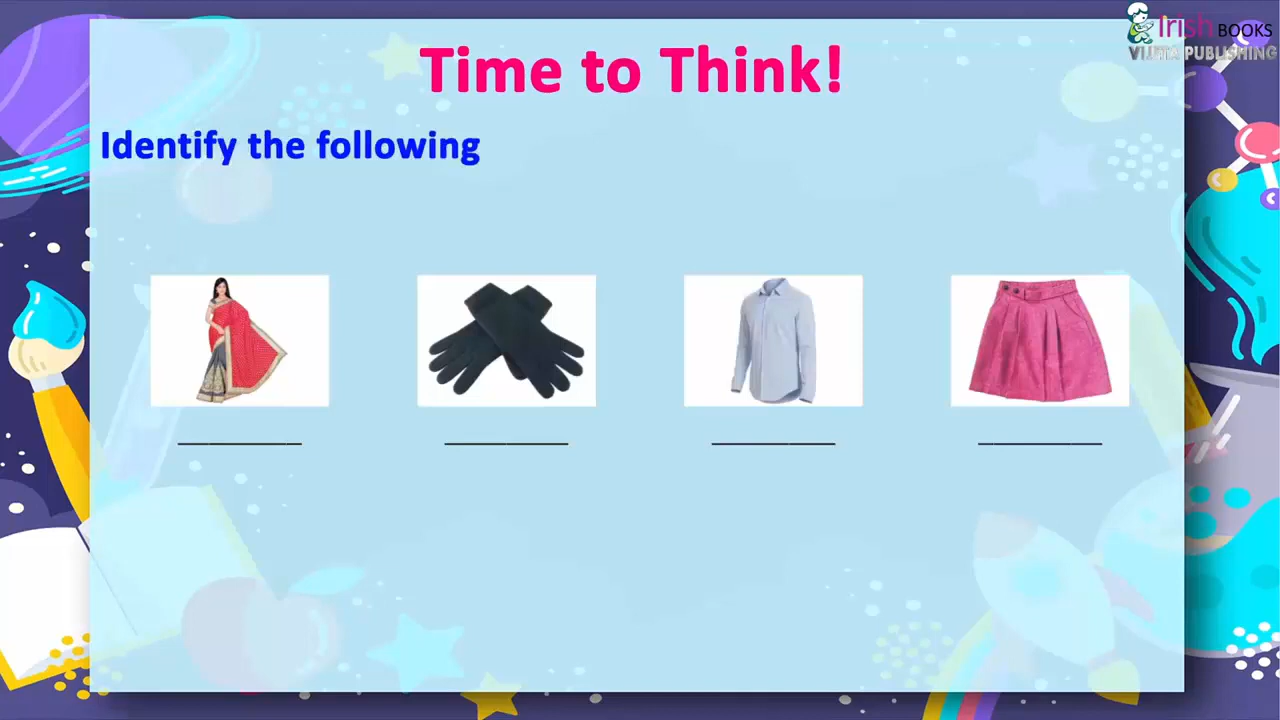 Irish BOOKS
VIJETA PUBLISHING
Time to Think!
Identify the following